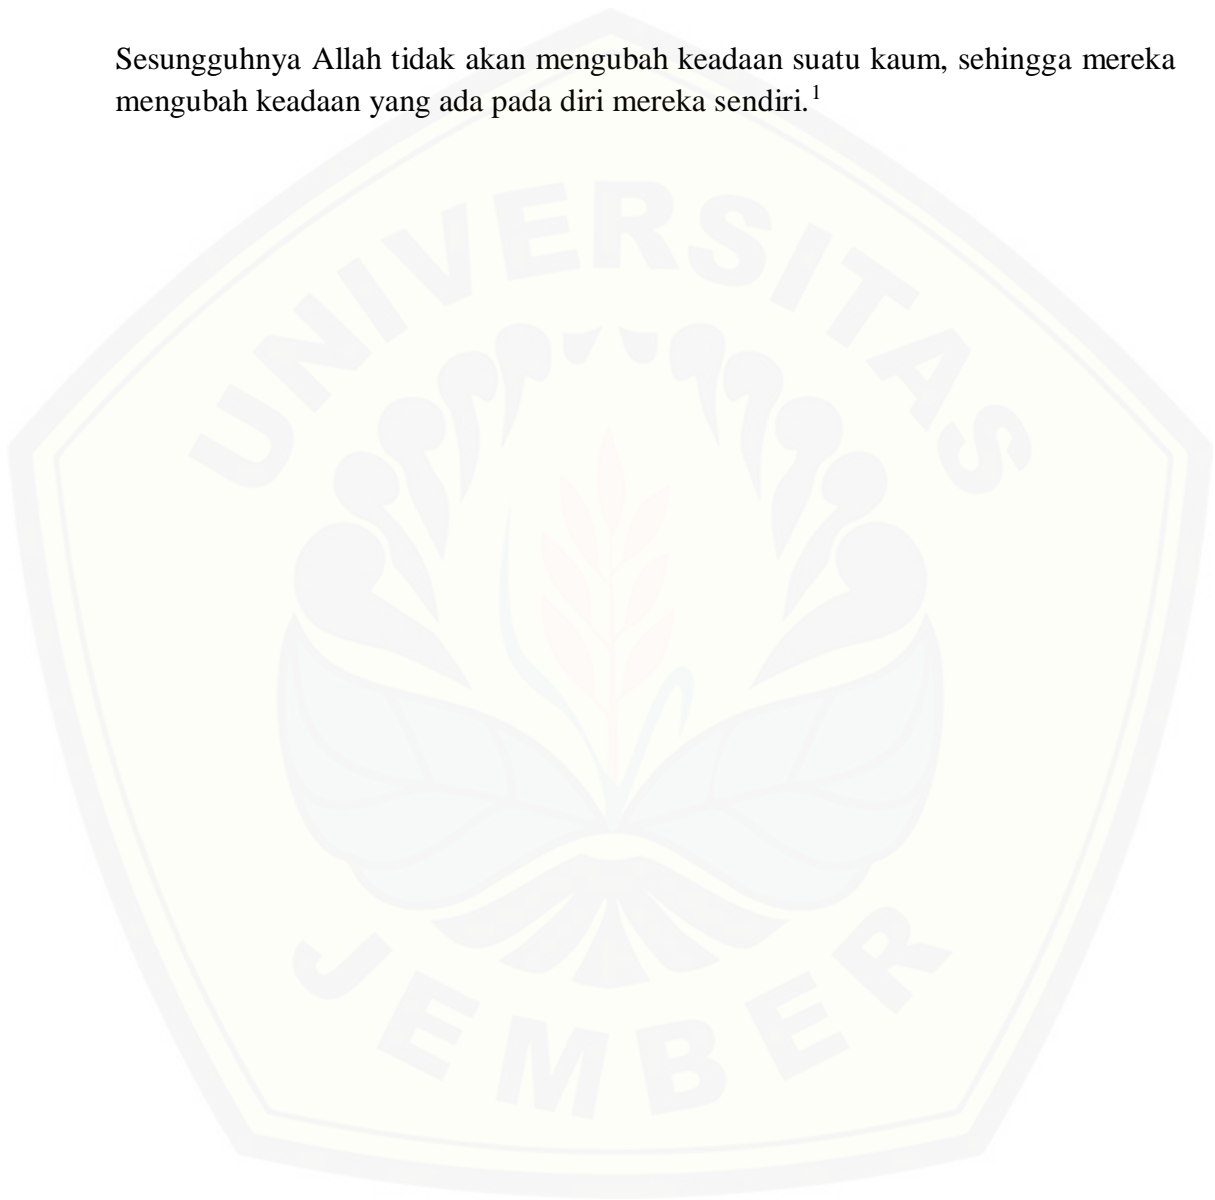 Sesungguhnya Allah tidak akan mengubah keadaan suatu kaum, sehingga mereka
mengubah keadaan yang ada pada diri mereka sendiri.¹
UNIVERSITAS
JEMBER